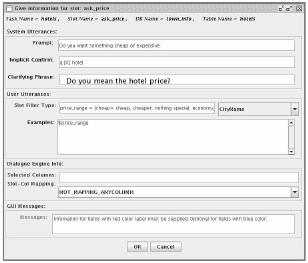 Give information for slot: ask_price
Task Name = hotels, Slot Name = ask_price, DB Name = town_info, Table Name = hotels
System Utterances:
Prompt: Do you want something cheap or expensive
Implicit Confirm: a [X] hotel
Clarifying Phrase: Do you mean the hotel price?
User Utterances:
Slot Filler Type: price_range = (cheap= cheap, cheaper, nothing special, economy, CityName
Examples: $price_range
Dialogue Engine Info:
Selected Columns:
Slot-Col Mapping:
NOT_MAPPING_ANYCOLUMN
GUI Messages:
Messages: Information for fields with red color label must be supplied. Optional for fields with blue color.
OK Cancel